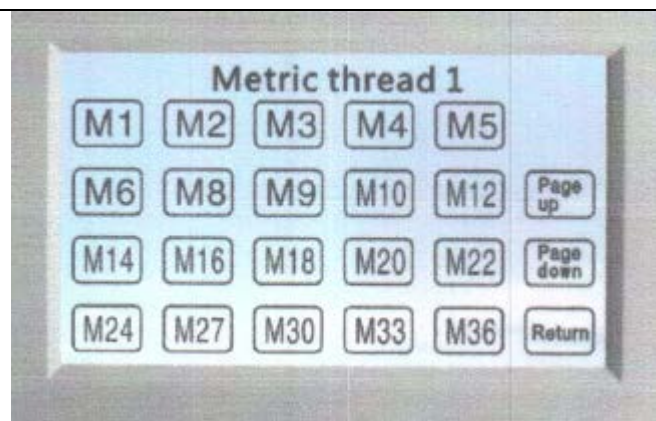 Metric thread 1
M1 M2 M3 M4 M5
M6 M8 M9 M10 M12 Page up
M14 M16 M18 M20 M22 Page down
M24 M27 M30 M33 M36 Return